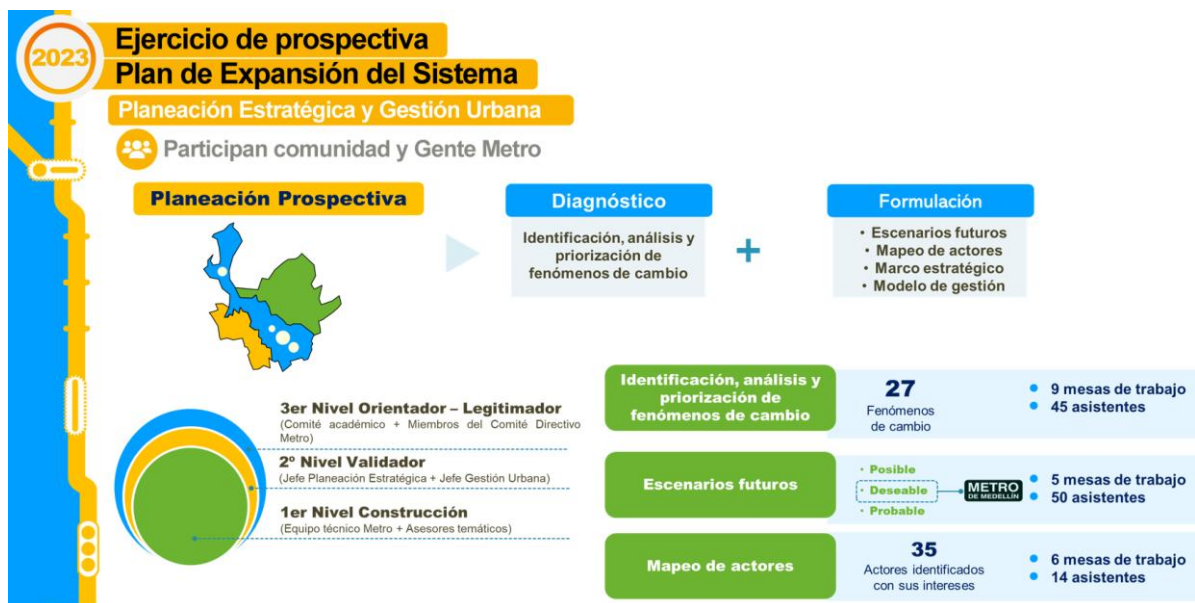 2023
Ejercicio de prospectiva
Plan de Expansión del Sistema
Planeación Estratégica y Gestión Urbana
Participan comunidad y Gente Metro
Planeación Prospectiva
Diagnóstico
Identificación, análisis y
priorización de
fenómenos de cambio
+
Formulación
• Escenarios futuros
• Mapeo de actores
• Marco estratégico
• Modelo de gestión
3er Nivel Orientador – Legitimador
(Comité académico + Miembros del Comité Directivo
Metro)
2º Nivel Validador
(Jefe Planeación Estratégica + Jefe Gestión Urbana)
1er Nivel Construcción
(Equipo técnico Metro + Asesores temáticos)
Identificación, análisis y
priorización de
fenómenos de cambio
27
Fenómenos
de cambio
• 9 mesas de trabajo
• 45 asistentes
Escenarios futuros
• Posible
• Deseable
• Probable
METRO
DE MEDELLÍN
• 5 mesas de trabajo
• 50 asistentes
Mapeo de actores
35
Actores identificados
con sus intereses
• 6 mesas de trabajo
• 14 asistentes